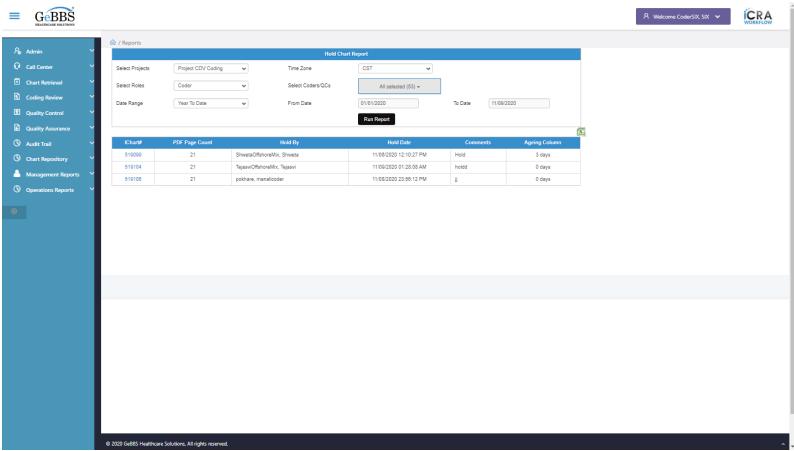 GeBBS
HEALTHCARE SOLUTIONS
Welcome CoderSIX, SIX
iCRA
WORKFLOW
Admin
Call Center
Chart Retrieval
Coding Review
Quality Control
Quality Assurance
Audit Trail
Chart Repository
Management Reports
Operations Reports
/ Reports
Hold Chart Report
Select Projects Project CDV Coding Time Zone CST
Select Roles Coder Select Coders/QCs All selected (53)
Date Range Year To Date From Date 01/01/2020 To Date 11/09/2020
Run Report
IChart# PDF Page Count Hold By Hold Date Comments Ageing Column
519099 21 ShwetaOffshoreMix, Shweta 11/06/2020 12:10:27 PM Hold 3 days
519104 21 TejasviOffshoreMix, Tejasvi 11/09/2020 01:28:08 AM holdd 0 days
519105 21 pokhare, manalicoder 11/08/2020 23:56:12 PM jj 0 days
© 2020 GeBBS Healthcare Solutions, All rights reserved.